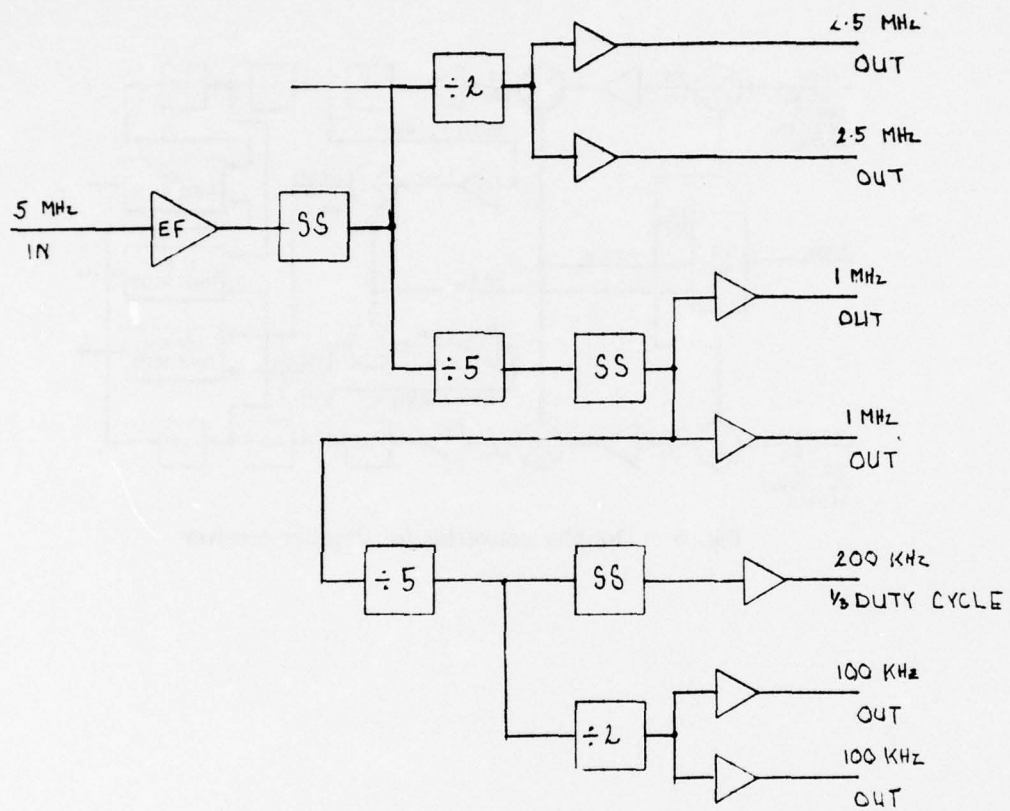 2.5 MHz
OUT
÷2
2.5 MHz
OUT
5 MHz
IN
EF
SS
1 MHz
OUT
÷5
SS
1 MHz
OUT
÷5
SS
200 KHz
1/3 DUTY CYCLE
100 KHz
OUT
÷2
100 KHz
OUT